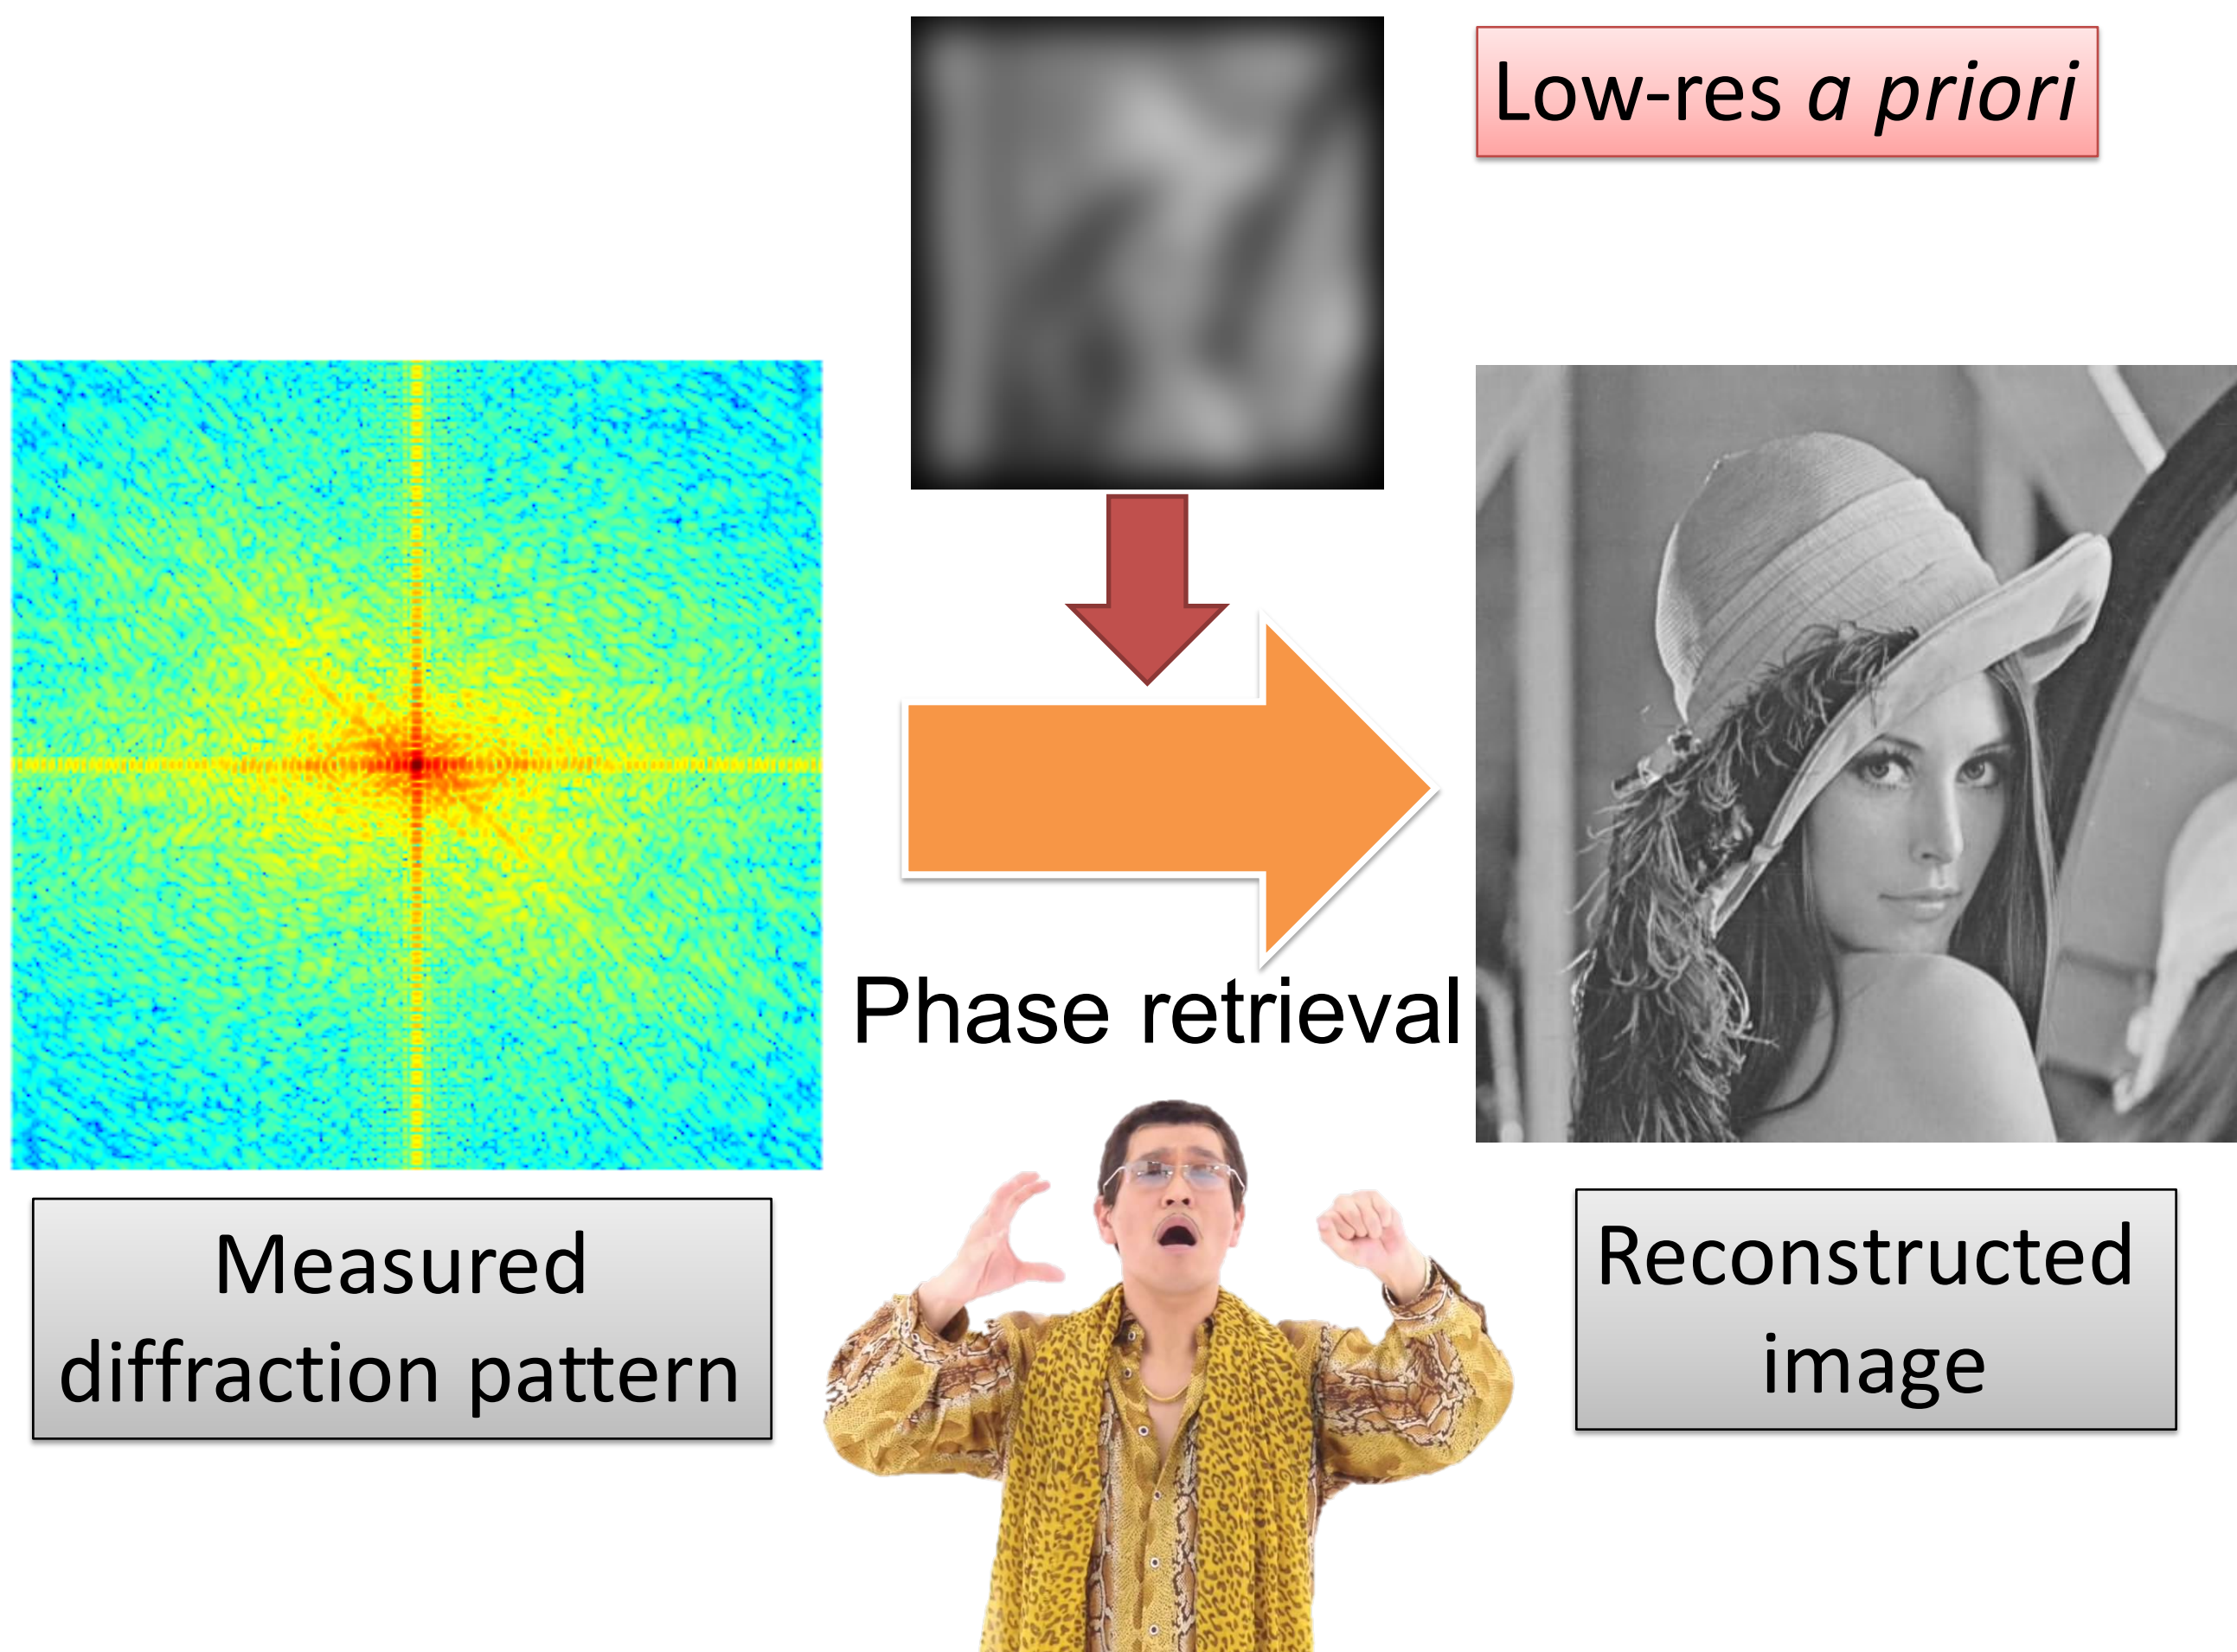 Low-res a priori
Phase retrieval
Measured
diffraction pattern
Reconstructed
image